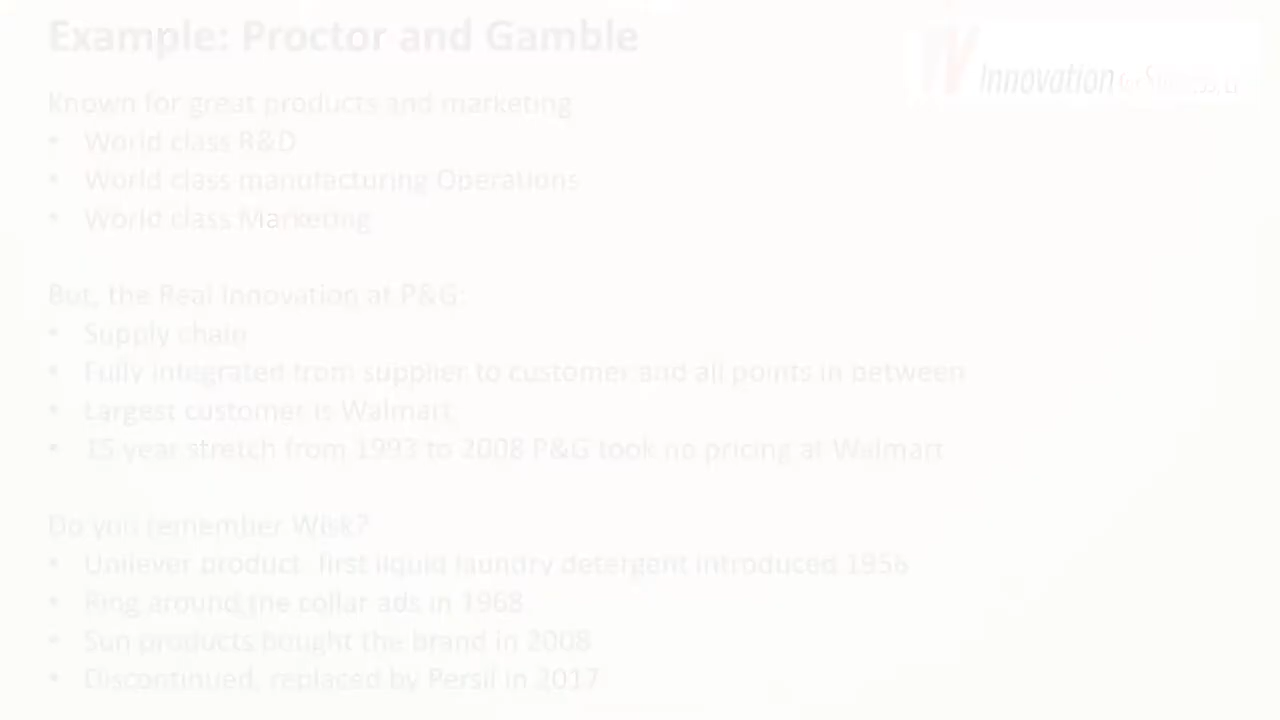 Example: Proctor and Gamble
Innovation for Success
Known for great products and marketing
• World class R&D
• World class manufacturing Operations
• World class Marketing
But, the Real Innovation at P&G:
• Supply chain
• Fully integrated from supplier to customer and all points in between
• Largest customer is Walmart
• 15 year stretch from 1993 to 2008 P&G took no pricing at Walmart
Do you remember Wisk?
• Unilever product first liquid laundry detergent introduced 1956
• Ring around the collar ads in 1968
• Sun products bought the brand in 2008
• Discontinued, replaced by Persil in 2017